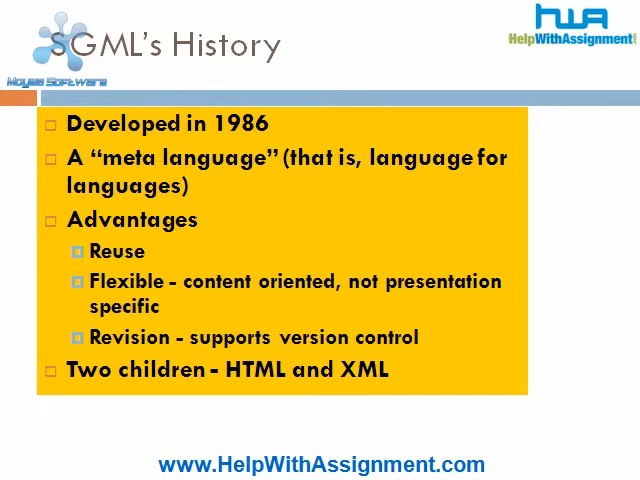 SGML's History
HWA
HelpWithAssignment!
Moyea Software
Developed in 1986
A “meta language” (that is, language for
languages)
Advantages
Reuse
Flexible - content oriented, not presentation
specific
Revision - supports version control
Two children - HTML and XML
www.HelpWithAssignment.com